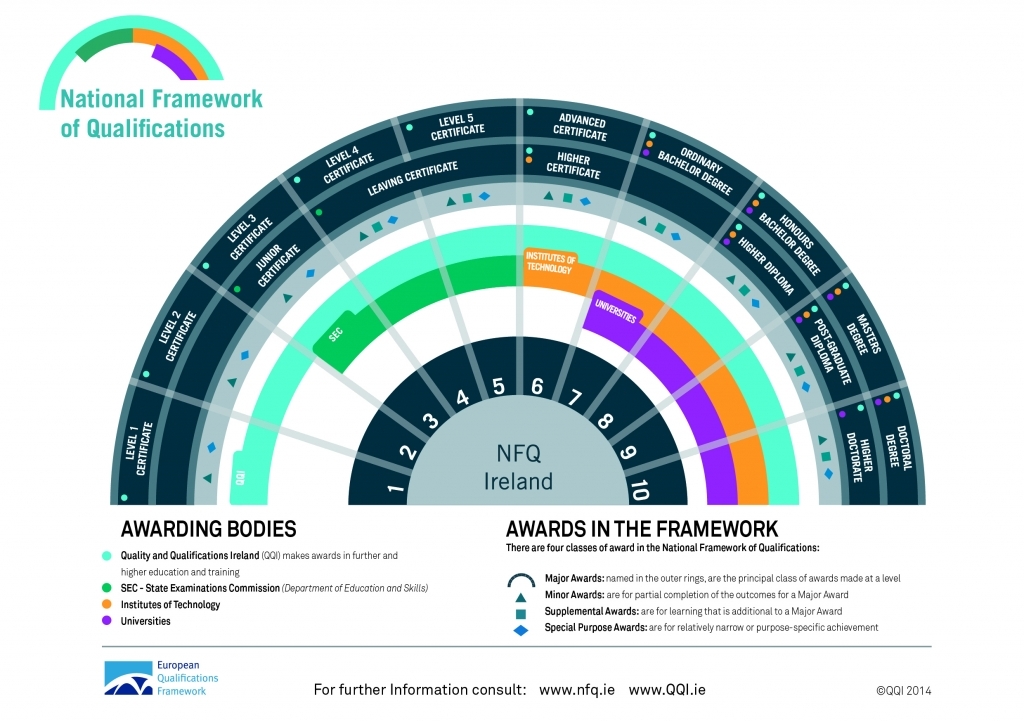 National Framework
of Qualifications
LEVEL 1
CERTIFICATE
LEVEL 2
CERTIFICATE
LEVEL 3
CERTIFICATE
JUNIOR
CERTIFICATE
LEVEL 4
CERTIFICATE
LEVEL 5
CERTIFICATE
LEAVING CERTIFICATE
ADVANCED
CERTIFICATE
HIGHER
CERTIFICATE
ORDINARY
BACHELOR DEGREE
HONOURS
BACHELOR DEGREE
HIGHER DIPLOMA
MASTERS
DEGREE
POST-GRADUATE
DIPLOMA
DOCTORAL
DEGREE
HIGHER
DOCTORATE
QQI
SEC
INSTITUTES OF
TECHNOLOGY
UNIVERSITIES
1
2
3
4
5
6
7
8
9
10
NFQ
Ireland
AWARDING BODIES
Quality and Qualifications Ireland (QQI) makes awards in further and
higher education and training
SEC - State Examinations Commission (Department of Education and Skills)
Institutes of Technology
Universities
AWARDS IN THE FRAMEWORK
There are four classes of award in the National Framework of Qualifications:
Major Awards: named in the outer rings, are the principal class of awards made at a level
Minor Awards: are for partial completion of the outcomes for a Major Award
Supplemental Awards: are for learning that is additional to a Major Award
Special Purpose Awards: are for relatively narrow or purpose-specific achievement
European
Qualifications
Framework
For further Information consult: www.nfq.ie www.QQI.ie
©QQI 2014